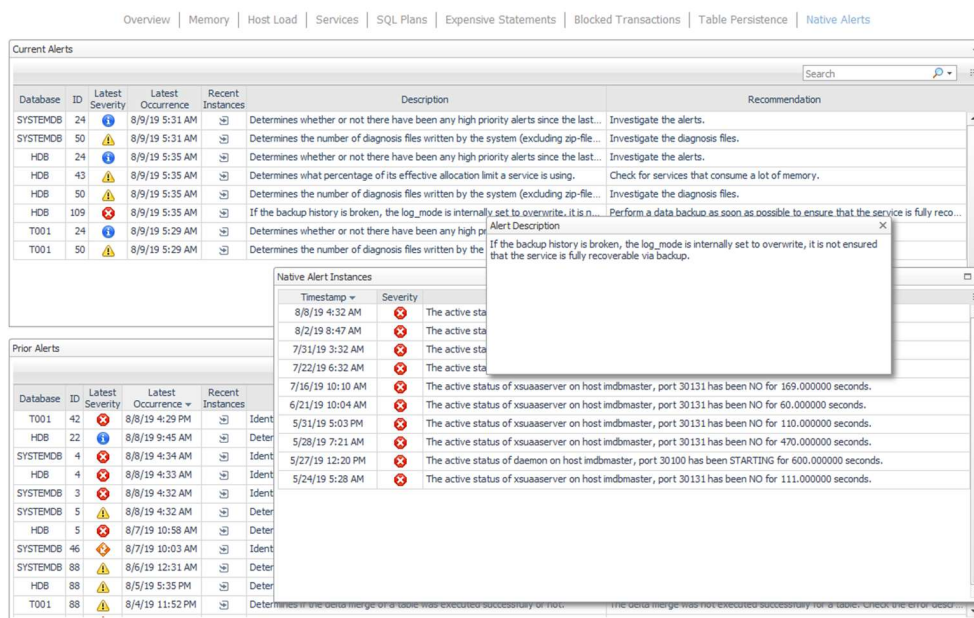 Overview | Memory | Host Load | Services | SQL Plans | Expensive Statements | Blocked Transactions | Table Persistence | Native Alerts
Current Alerts
Search
Database ID Latest Severity Latest Occurrence Recent Instances Description Recommendation
SYSTEMDB 24 8/9/19 5:31 AM Determines whether or not there have been any high priority alerts since the last... Investigate the alerts.
SYSTEMDB 50 8/9/19 5:31 AM Determines the number of diagnosis files written by the system (excluding zip-file... Investigate the diagnosis files.
HDB 24 8/9/19 5:35 AM Determines whether or not there have been any high priority alerts since the last... Investigate the alerts.
HDB 43 8/9/19 5:35 AM Determines what percentage of its effective allocation limit a service is using. Check for services that consume a lot of memory.
HDB 50 8/9/19 5:35 AM Determines the number of diagnosis files written by the system (excluding zip-file... Investigate the diagnosis files.
HDB 109 8/9/19 5:35 AM If the backup history is broken, the log_mode is internally set to overwrite, it is n... Perform a data backup as soon as possible to ensure that the service is fully reco...
T001 24 8/9/19 5:29 AM Determines whether or not there have been any high pr
T001 50 8/9/19 5:29 AM Determines the number of diagnosis files written by the
Alert Description
If the backup history is broken, the log_mode is internally set to overwrite, it is not ensured
that the service is fully recoverable via backup.
Native Alert Instances
Timestamp Severity
8/8/19 4:32 AM The active sta
8/2/19 8:47 AM The active sta
7/31/19 3:32 AM The active sta
7/22/19 6:32 AM The active sta
7/16/19 10:10 AM The active status of xsuaaserver on host imdbmaster, port 30131 has been NO for 169.000000 seconds.
6/21/19 10:04 AM The active status of xsuaaserver on host imdbmaster, port 30131 has been NO for 60.000000 seconds.
5/31/19 5:03 PM The active status of xsuaaserver on host imdbmaster, port 30131 has been NO for 110.000000 seconds.
5/28/19 7:21 AM The active status of xsuaaserver on host imdbmaster, port 30131 has been NO for 470.000000 seconds.
5/27/19 12:20 PM The active status of daemon on host imdbmaster, port 30100 has been STARTING for 600.000000 seconds.
5/24/19 5:28 AM The active status of xsuaaserver on host imdbmaster, port 30131 has been NO for 111.000000 seconds.
Prior Alerts
Database ID Latest Severity Latest Occurrence Recent Instances
T001 42 8/8/19 4:29 PM Ident
HDB 22 8/8/19 9:45 AM Deter
SYSTEMDB 4 8/8/19 4:34 AM Ident
HDB 4 8/8/19 4:33 AM Ident
SYSTEMDB 3 8/8/19 4:32 AM Ident
SYSTEMDB 5 8/8/19 4:32 AM Deter
HDB 5 8/7/19 10:58 AM Deter
SYSTEMDB 46 8/7/19 10:03 AM Ident
SYSTEMDB 88 8/6/19 12:31 AM Deter
HDB 88 8/5/19 5:35 PM Deter
T001 88 8/4/19 11:52 PM Determines if the delta merge of a table was executed successfully or not. The delta merge was not executed successfully for a table. Check the error descr...